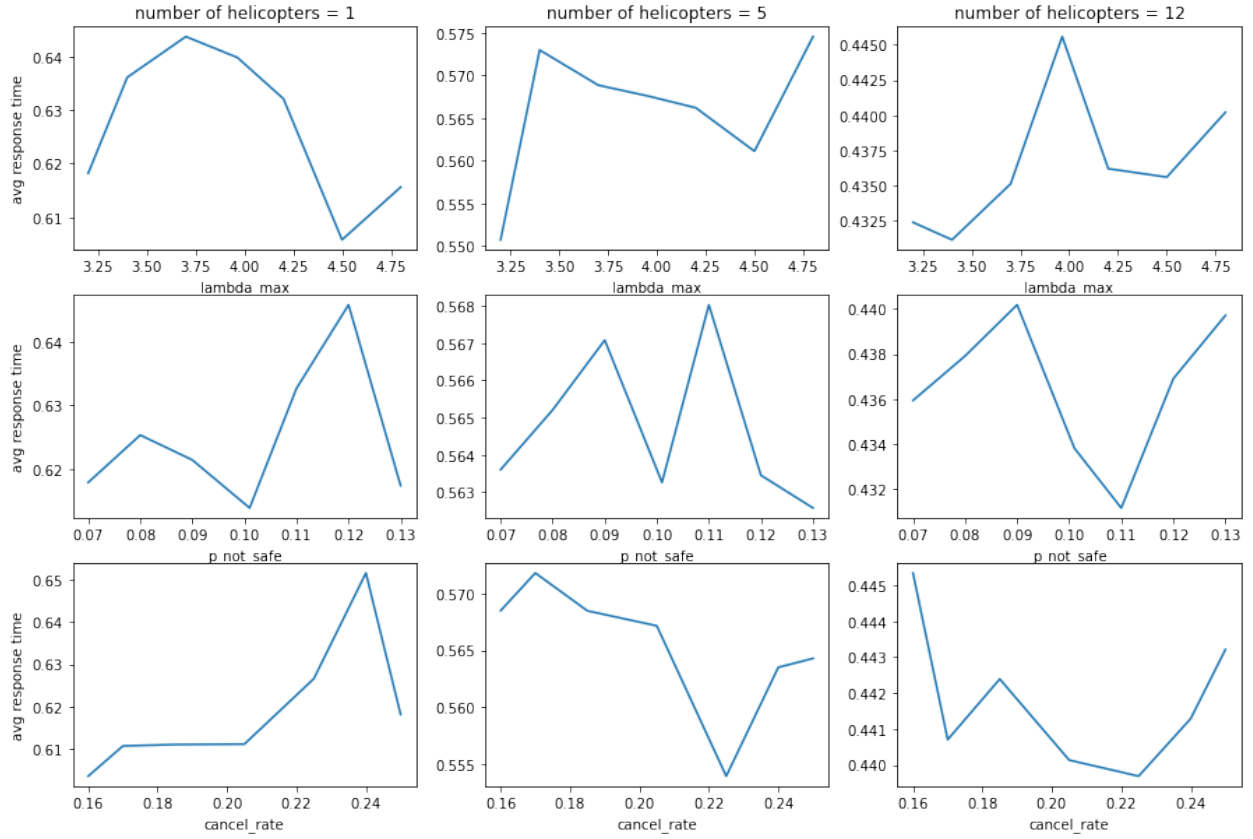 number of helicopters = 1
number of helicopters = 5
number of helicopters = 12
avg response time
0.64
0.63
0.62
0.61
3.25 3.50 3.75 4.00 4.25 4.50 4.75
lambda_max
0.575
0.570
0.565
0.560
0.555
0.550
3.25 3.50 3.75 4.00 4.25 4.50 4.75
lambda_max
0.4450
0.4425
0.4400
0.4375
0.4350
0.4325
3.25 3.50 3.75 4.00 4.25 4.50 4.75
lambda_max
avg response time
0.64
0.63
0.62
0.07 0.08 0.09 0.10 0.11 0.12 0.13
p_not_safe
0.568
0.567
0.566
0.565
0.564
0.563
0.07 0.08 0.09 0.10 0.11 0.12 0.13
p_not_safe
0.440
0.438
0.436
0.434
0.432
0.07 0.08 0.09 0.10 0.11 0.12 0.13
p_not_safe
avg response time
0.65
0.64
0.63
0.62
0.61
0.16 0.18 0.20 0.22 0.24
cancel_rate
0.570
0.565
0.560
0.555
0.16 0.18 0.20 0.22 0.24
cancel_rate
0.445
0.444
0.443
0.442
0.441
0.440
0.16 0.18 0.20 0.22 0.24
cancel_rate